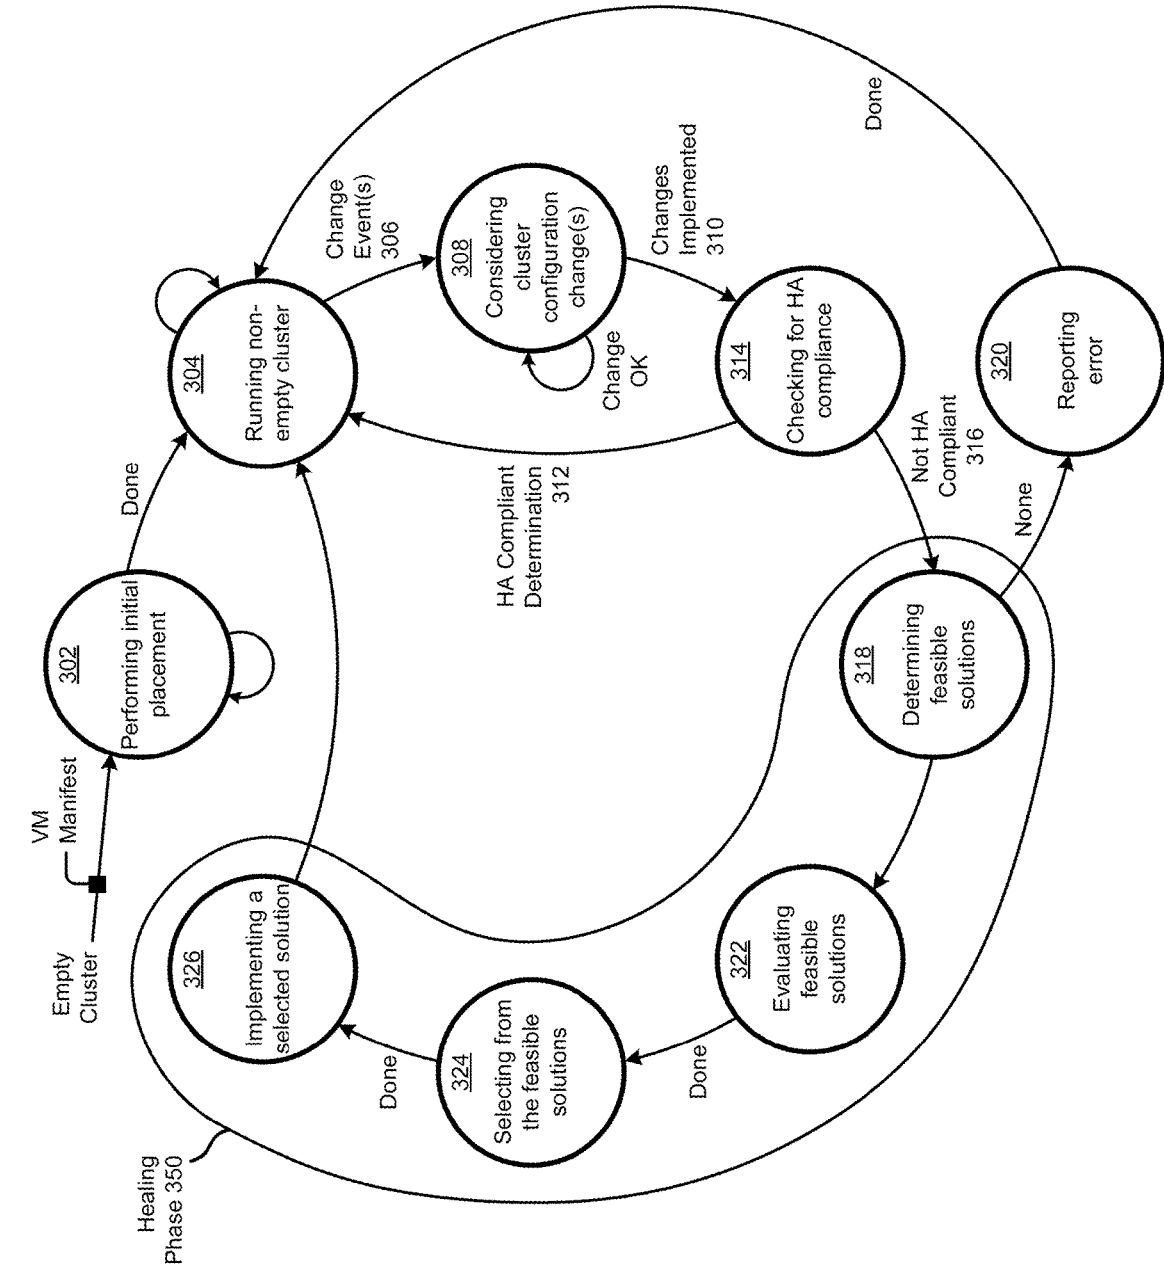 Empty
Cluster
VM
Manifest
302
Performing initial
placement
Done
304
Running non-
empty cluster
Change
Event(s)
306
308
Considering
cluster
configuration
change(s)
Change
OK
Changes
Implemented
310
HA Compliant
Determination
312
314
Checking for HA
compliance
Not HA
Compliant
316
318
Determining
feasible
solutions
None
320
Reporting
error
Done
322
Evaluating
feasible
solutions
Done
324
Selecting from
the feasible
solutions
Done
326
Implementing a
selected solution
Healing
Phase 350